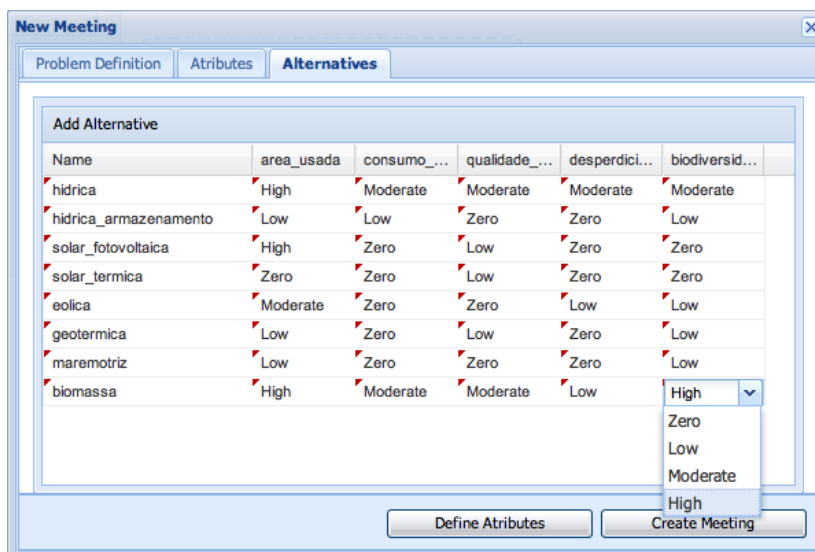 New Meeting
Problem Definition Atributes Alternatives
Add Alternative
Name area_usada consumo_... qualidade_... desperdici... biodiversid...
hidrica High Moderate Moderate Moderate Moderate
hidrica_armazenamento Low Low Zero Zero Low
solar_fotovoltaica High Zero Low Zero Zero
solar_termica Zero Zero Low Zero Zero
eolica Moderate Zero Zero Low Low
geotermica Low Zero Low Zero Low
maremotriz Low Zero Zero Zero Low
biomassa High Moderate Moderate Low High
Zero
Low
Moderate
High
Define Atributes Create Meeting